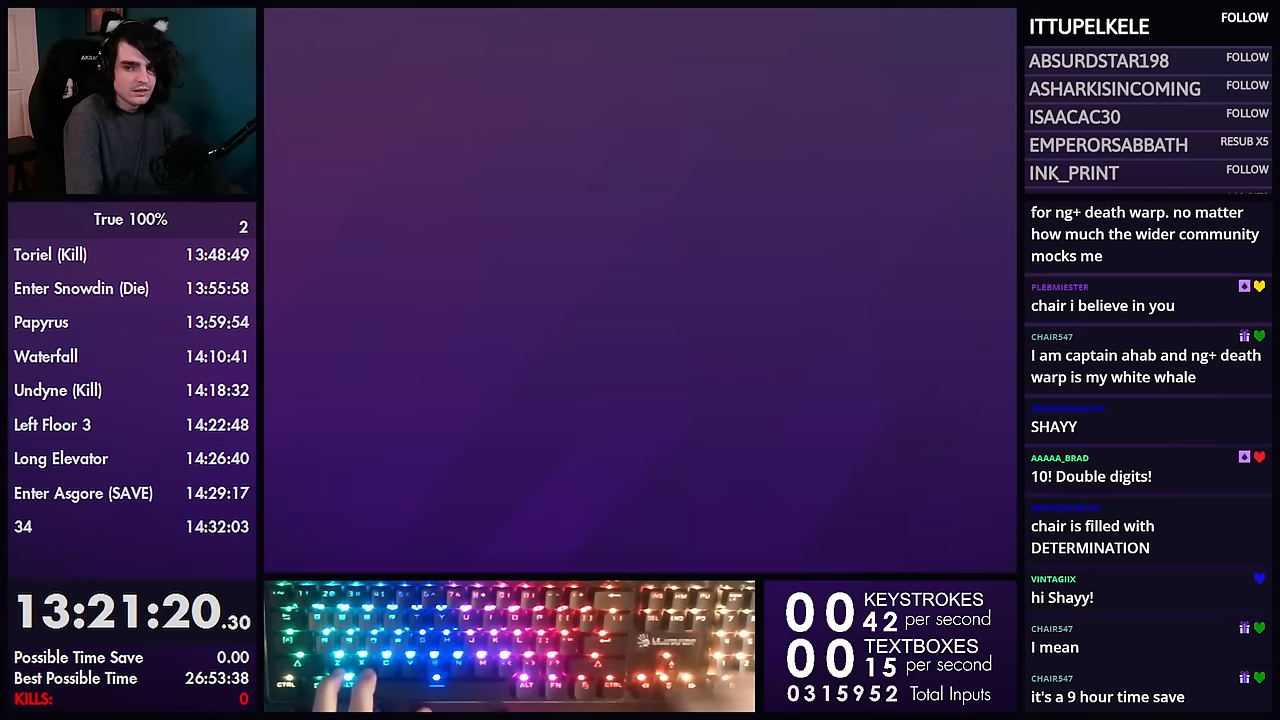 True 100%
2
Toriel (Kill) 13:48:49
Enter Snowdin (Die) 13:55:58
Papyrus 13:59:54
Waterfall 14:10:41
Undyne (Kill) 14:18:32
Left Floor 3 14:22:48
Long Elevator 14:26:40
Enter Asgore (SAVE) 14:29:17
34 14:32:03
13:21:20.30
Possible Time Save 0.00
Best Possible Time 26:53:38
KILLS: 0
00 42 KEYSTROKES per second
00 15 TEXTBOXES per second
0315952 Total Inputs
ITTUPELKELE FOLLOW
ABSURDSTAR198 FOLLOW
ASHARKISINCOMING FOLLOW
ISAACAC30 FOLLOW
EMPERORSABBATH RESUB X5
INK_PRINT FOLLOW
for ng+ death warp. no matter
how much the wider community
mocks me
PLEBMIESTER
chair i believe in you
CHAIR547
I am captain ahab and ng+ death
warp is my white whale
SHAYY
AAAAA_BRAD
10! Double digits!
chair is filled with
DETERMINATION
VINTAGIIX
hi Shayy!
CHAIR547
I mean
CHAIR547
it's a 9 hour time save